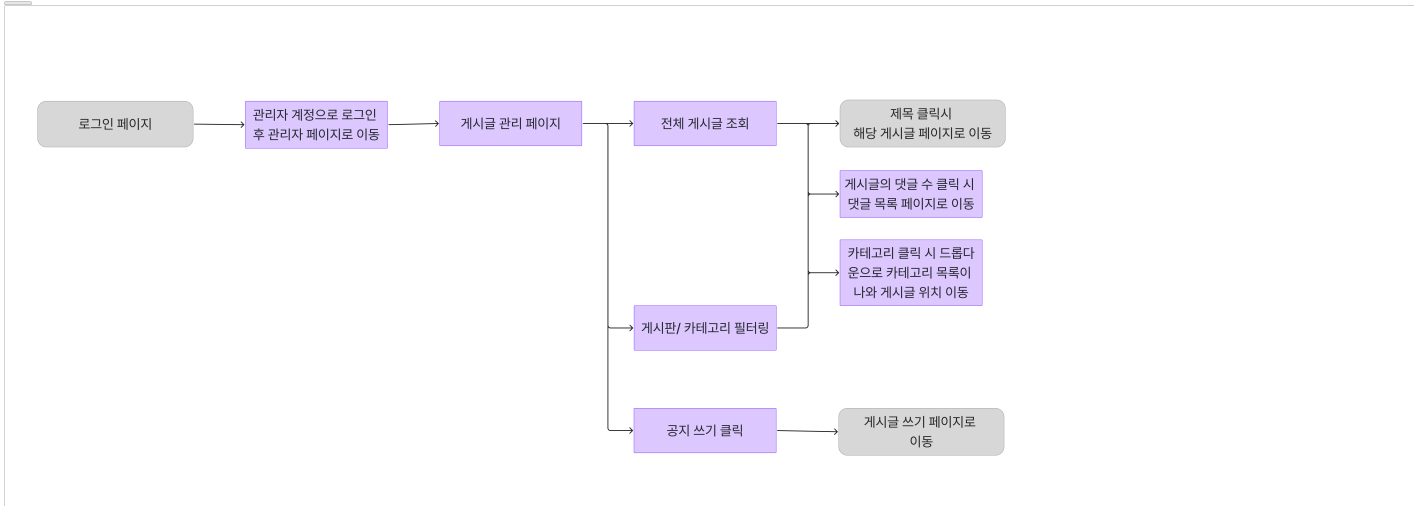 로그인 페이지
관리자 계정으로 로그인
후 관리자 페이지로 이동
게시글 관리 페이지
전체 게시글 조회
제목 클릭시
해당 게시글 페이지로 이동
게시글의 댓글 수 클릭 시
댓글 목록 페이지로 이동
카테고리 클릭 시 드롭다
운으로 카테고리 목록이
나와 게시글 위치 이동
게시판/ 카테고리 필터링
공지 쓰기 클릭
게시글 쓰기 페이지로
이동